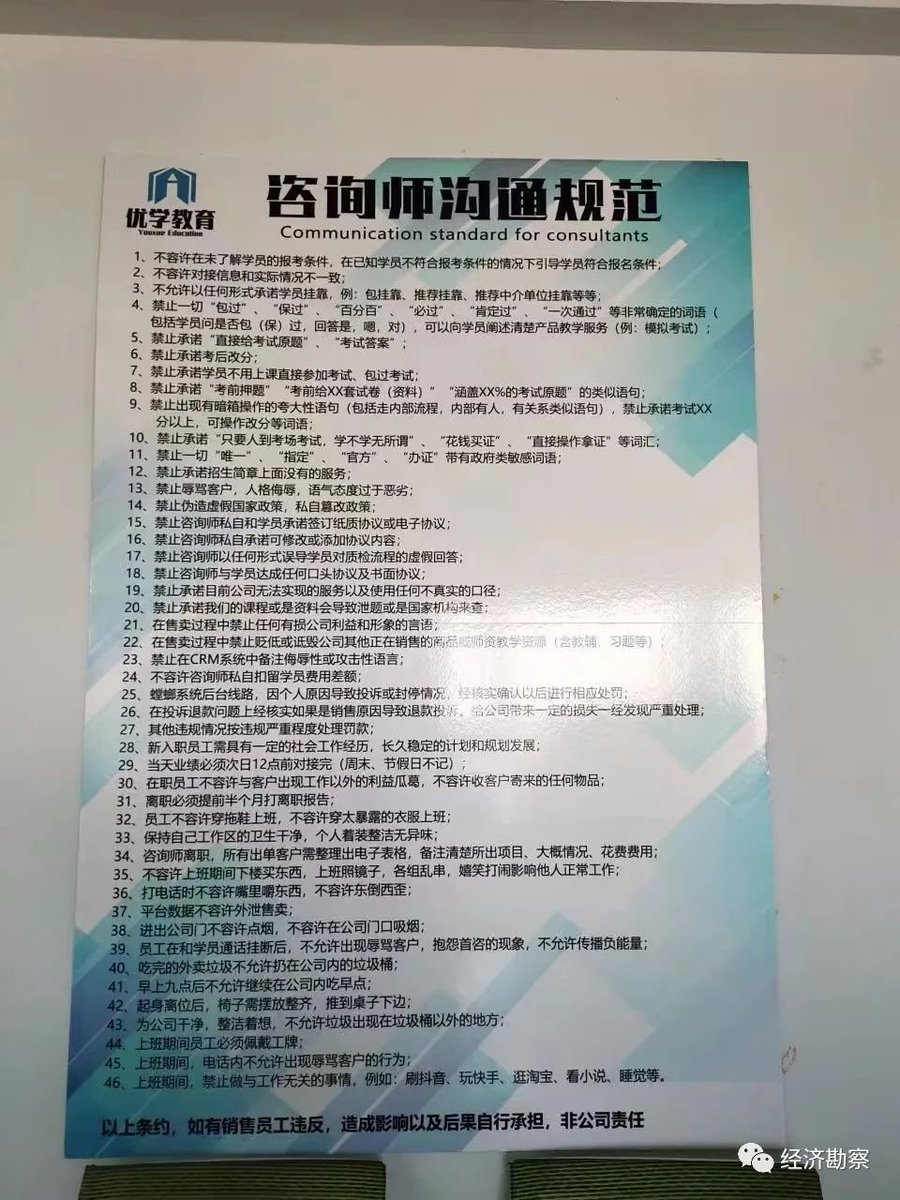 优学教育
Youxue Education
咨询师沟通规范
Communication standard for consultants
1、不容许在未了解学员的报考条件，在已知学员不符合报考条件的情况下引导学员符合报名条件；
2、不容许对接信息和实际情况不一致；
3、不允许以任何形式承诺学员挂靠，例：包挂靠、推荐挂靠、推荐中介单位挂靠等等；
4、禁止一切“包过”、“保过”、“百分百”、“必过”、“肯定过”、“一次通过”等非常确定的词语（
包括学员问是否包（保）过，回答是，嗯，对），可以向学员阐述清楚产品教学服务（例：模拟考试）；
5、禁止承诺“直接给考试原题”、“考试答案”；
6、禁止承诺考后改分；
7、禁止承诺学员不用上课直接参加考试、包过考试；
8、禁止承诺“考前押题”“考前给XX套试卷（资料）”“涵盖XX%的考试原题”的类似语句；
9、禁止出现有暗箱操作的夸大性语句（包括走内部流程，内部有人，有关系类似语句），禁止承诺考试XX
分以上，可操作改分等词语；
10、禁止承诺“只要人到考场考试，学不学无所谓”、“花钱买证”、“直接操作拿证”等词汇；
11、禁止一切“唯一”、“指定”、“官方”、“办证”带有政府类敏感词语；
12、禁止承诺招生简章上面没有的服务；
13、禁止辱骂客户，人格侮辱，语气态度过于恶劣；
14、禁止伪造虚假国家政策，私自篡改政策；
15、禁止咨询师私自和学员承诺签订纸质协议或电子协议；
16、禁止咨询师私自承诺可修改或添加协议内容；
17、禁止咨询师以任何形式误导学员对质检流程的虚假回答；
18、禁止咨询师与学员达成任何口头协议及书面协议；
19、禁止承诺目前公司无法实现的服务以及使用任何不真实的口径；
20、禁止承诺我们的课程或是资料会导致泄题或是国家机构来查；
21、在售卖过程中禁止任何有损公司利益和形象的言语；
22、在售卖过程中禁止贬低或诋毁公司其他正在销售的商品或师资教学资源（含教辅、习题等）；
23、禁止在CRM系统中备注侮辱性或攻击性语言；
24、不容许咨询师私自扣留学员费用差额；
25、螳螂系统后台线路，因个人原因导致投诉或封停情况，经核实确认以后进行相应处罚；
26、在投诉退款问题上经核实如果是销售原因导致退款投诉，给公司带来一定的损失一经发现严重处理；
27、其他违规情况按违规严重程度处理罚款；
28、新入职员工需具有一定的社会工作经历，长久稳定的计划和规划发展；
29、当天业绩必须次日12点前对接完（周末、节假日不记）；
30、在职员工不容许与客户出现工作以外的利益瓜葛，不容许收客户寄来的任何物品；
31、离职必须提前半个月打离职报告；
32、员工不容许穿拖鞋上班，不容许穿太暴露的衣服上班；
33、保持自己工作区的卫生干净，个人着装整洁无异味；
34、咨询师离职，所有出单客户需整理出电子表格，备注清楚所出项目、大概情况、花费费用；
35、不容许上班期间下楼买东西，上班照镜子，各组乱串，嬉笑打闹影响他人正常工作；
36、打电话时不容许嘴里嚼东西，不容许东倒西歪；
37、平台数据不容许外泄售卖；
38、进出公司门不容许点烟，不容许在公司门口吸烟；
39、员工在和学员通话挂断后，不允许出现辱骂客户，抱怨首咨的现象，不允许传播负能量；
40、吃完的外卖垃圾不允许扔在公司内的垃圾桶；
41、早上九点后不允许继续在公司内吃早点；
42、起身离位后，椅子需摆放整齐，推到桌子下边；
43、为公司干净，整洁着想，不允许垃圾出现在垃圾桶以外的地方；
44、上班期间员工必须佩戴工牌；
45、上班期间，电话内不允许出现辱骂客户的行为；
46、上班期间，禁止做与工作无关的事情，例如：刷抖音、玩快手、逛淘宝、看小说、睡觉等。
以上条约，如有销售员工违反，造成影响以及后果自行承担，非公司责任
经济勘察